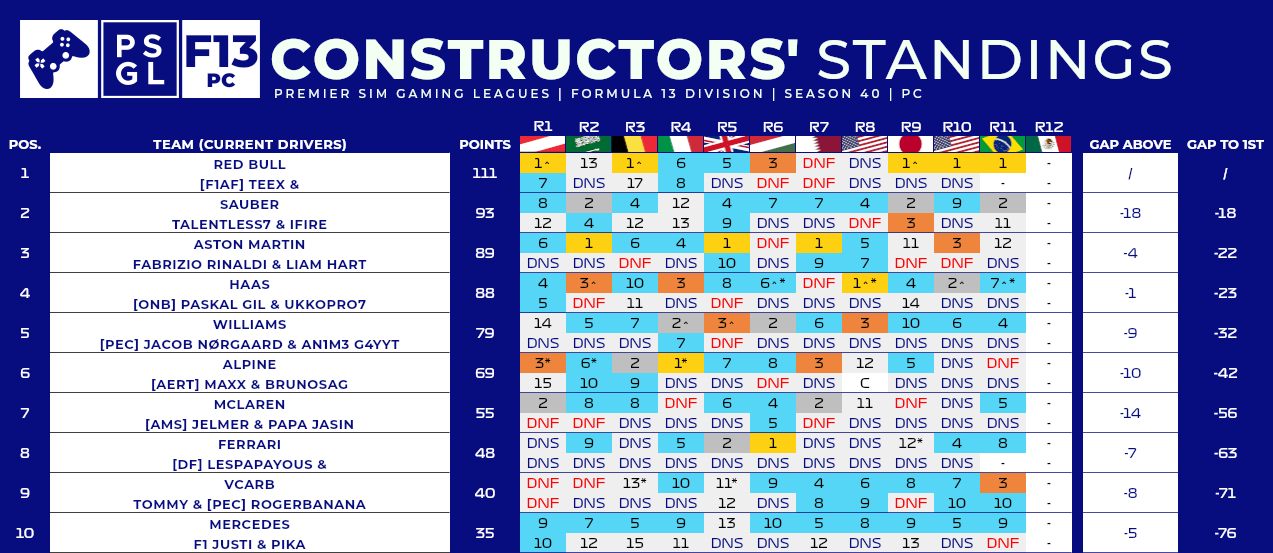 PS
GL
F13
PC
CONSTRUCTORS' STANDINGS
PREMIER SIM GAMING LEAGUES | FORMULA 13 DIVISION | SEASON 40 | PC
R1 R2 R3 R4 R5 R6 R7 R8 R9 R10 R11 R12
POS. TEAM (CURRENT DRIVERS) POINTS GAP ABOVE GAP TO 1ST
RED BULL 1^ 13 1^ 6 5 3 DNF DNS 1^ 1 1 -
1 111 / /
[F1AF] TEEX & 7 DNS 17 8 DNS DNF DNF DNS DNS DNS - -
SAUBER 8 2 4 12 4 7 7 4 2 9 2 -
2 93 -18 -18
TALENTLESS7 & IFIRE 12 4 12 13 9 DNS DNS DNF 3 DNS 11 -
ASTON MARTIN 6 1 6 4 1 DNF 1 5 11 3 12 -
3 89 -4 -22
FABRIZIO RINALDI & LIAM HART DNS DNS DNF DNS 10 DNS 9 7 DNF DNF DNS -
HAAS 4 3^ 10 3 8 6^* DNF 1^* 4 2^ 7^* -
4 88 -1 -23
[ONB] PASKAL GIL & UKKOPRO7 5 DNF 11 DNS DNF DNS DNS DNS 14 DNS DNS -
WILLIAMS 14 5 7 2^ 3^ 2 6 3 10 6 4 -
5 79 -9 -32
[PEC] JACOB NØRGAARD & AN1M3 G4YYT DNS DNS DNS 7 DNF DNS DNS DNS DNS DNS DNS -
ALPINE 3* 6* 2 1* 7 8 3 12 5 DNS DNF -
6 69 -10 -42
[AERT] MAXX & BRUNOSAG 15 10 9 DNS DNS DNF DNS C DNS DNS DNS -
MCLAREN 2 8 8 DNF 6 4 2 11 DNF DNS 5 -
7 55 -14 -56
[AMS] JELMER & PAPA JASIN DNF DNF DNS DNS DNS 5 DNF DNS DNS DNS DNS -
FERRARI DNS 9 DNS 5 2 1 DNS DNS 12* 4 8 -
8 48 -7 -63
[DF] LESPAPAYOUS & DNS DNS DNS DNS DNS DNS DNS DNS DNS DNS - -
VCARB DNF DNF 13* 10 11* 9 4 6 8 7 3 -
9 40 -8 -71
TOMMY & [PEC] ROGERBANANA DNF DNS DNS DNS 12 DNS 8 9 DNF 10 10 -
MERCEDES 9 7 5 9 13 10 5 8 9 5 9 -
10 35 -5 -76
F1 JUSTI & PIKA 10 12 15 11 DNS DNS 12 DNS 13 DNS DNF -